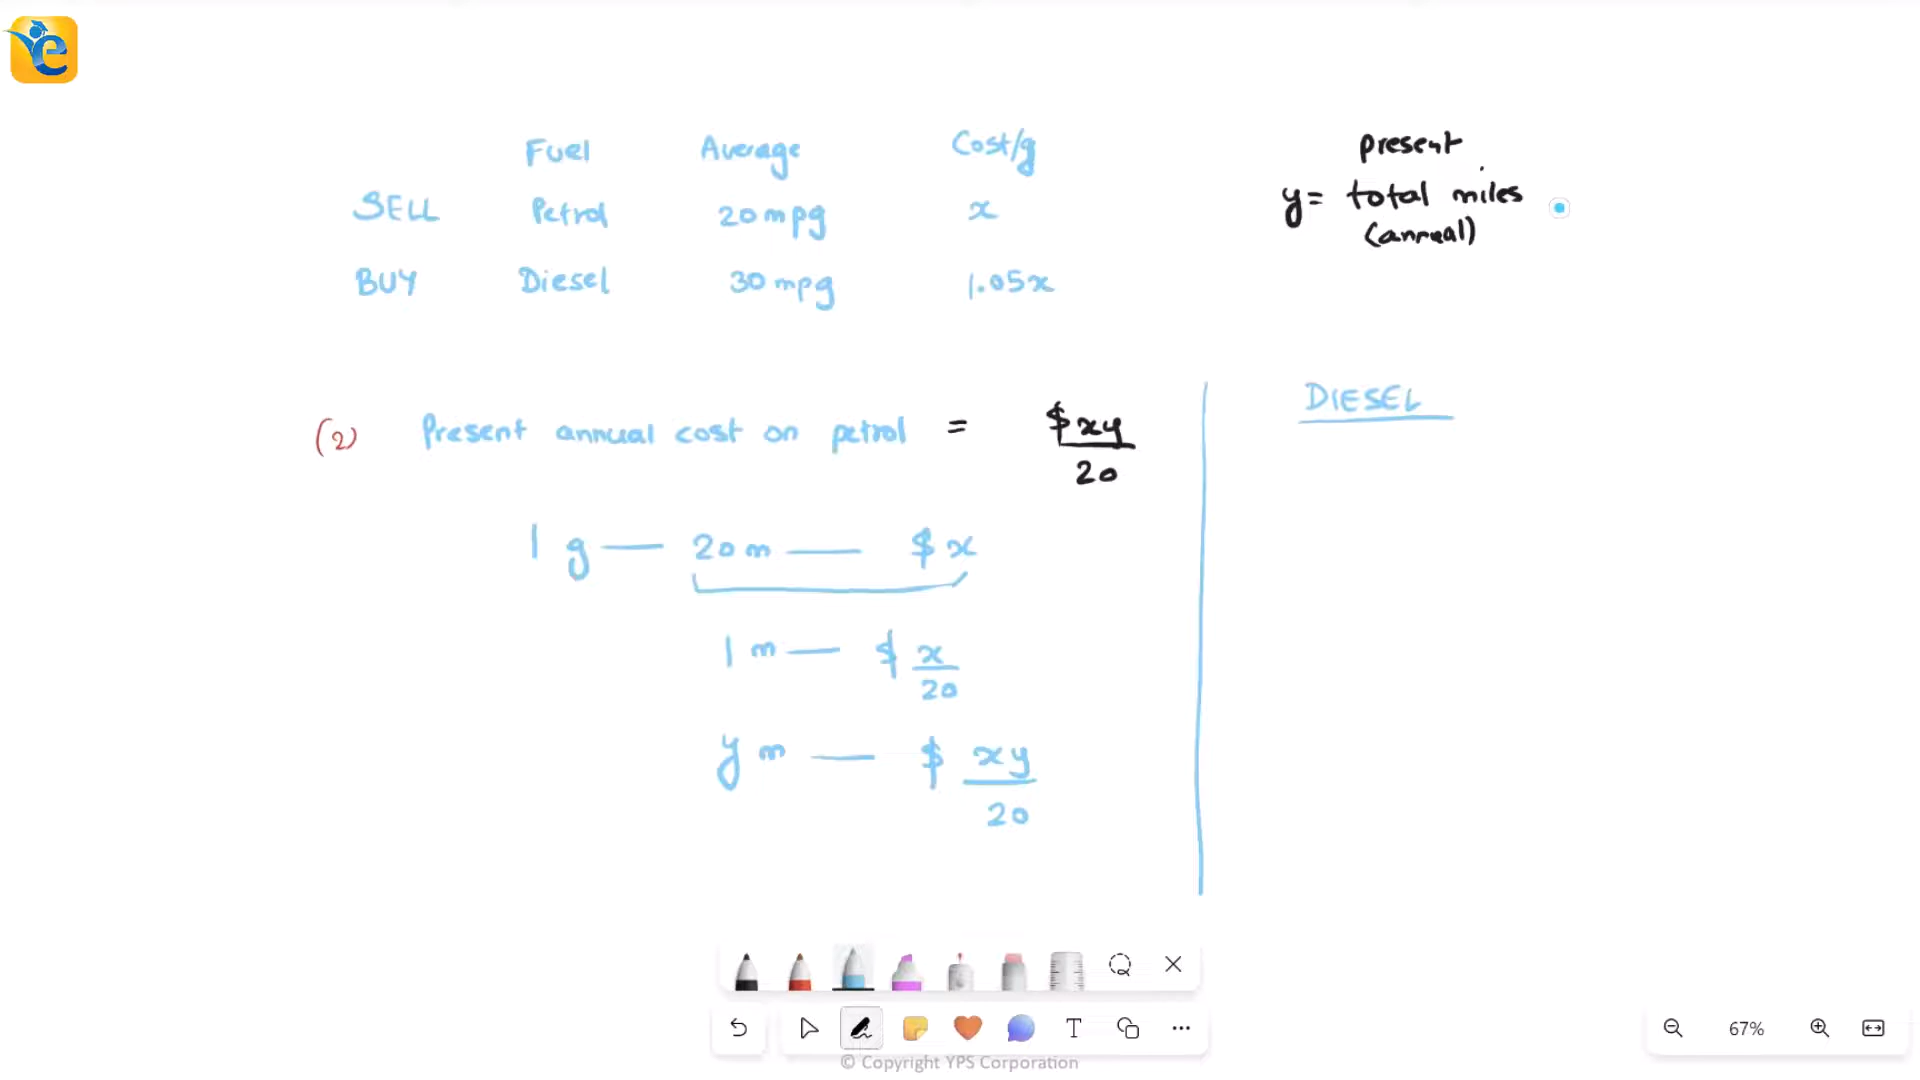 Fuel Average Cost/g
SELL Petrol 20 mpg x
BUY Diesel 30 mpg 1.05x
present
y = total miles
(annual)
(2) Present annual cost on petrol = $xy/20
1 g — 20 m — $ x
1 m — $ x/20
y m — $ xy/20
DIESEL
T
67%
© Copyright YPS Corporation